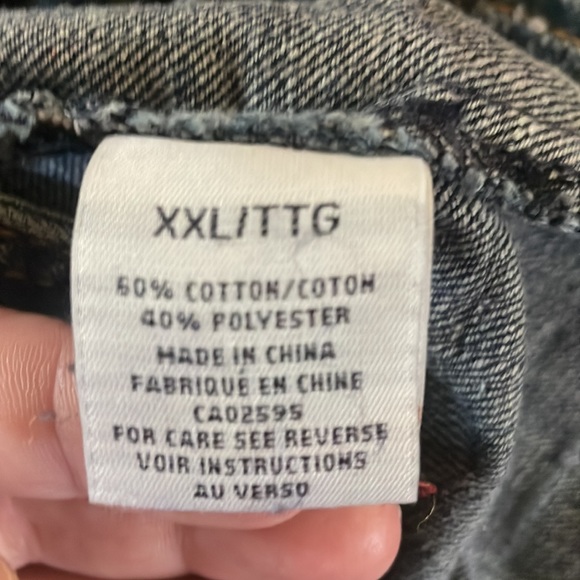 XXL/TTG
60% COTTON/COTON
40% POLYESTER
MADE IN CHINA
FABRIQUÉ EN CHINE
CA02595
FOR CARE SEE REVERSE
VOIR INSTRUCTIONS
AU VERSO